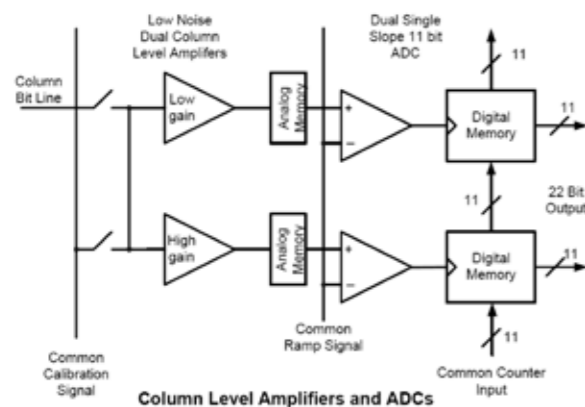 Low Noise
Dual Column
Level Amplifers
Dual Single
Slope 11 bit
ADC
Column
Bit Line
Low
gain
Analog
Memory
+
−
Digital
Memory
11
11
11
22 Bit
Output
High
gain
Analog
Memory
+
−
Digital
Memory
11
11
Common
Calibration
Signal
Common
Ramp Signal
Common Counter
Input
Column Level Amplifiers and ADCs